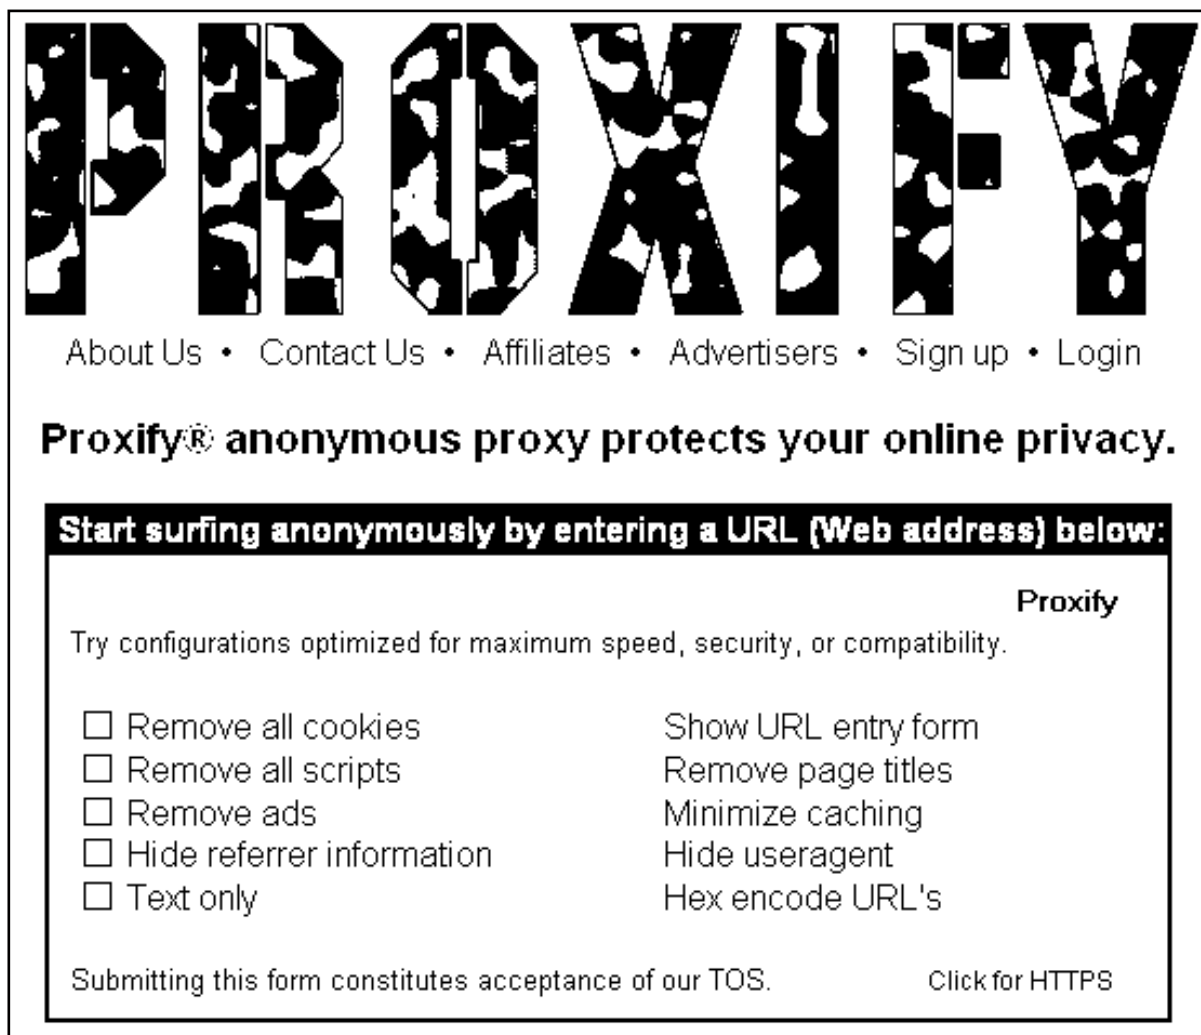 PROXIFY
About Us • Contact Us • Affiliates • Advertisers • Sign up • Login
Proxify® anonymous proxy protects your online privacy.
Start surfing anonymously by entering a URL (Web address) below:
Proxify
Try configurations optimized for maximum speed, security, or compatibility.
Remove all cookies Show URL entry form
Remove all scripts Remove page titles
Remove ads Minimize caching
Hide referrer information Hide useragent
Text only Hex encode URL's
Submitting this form constitutes acceptance of our TOS. Click for HTTPS